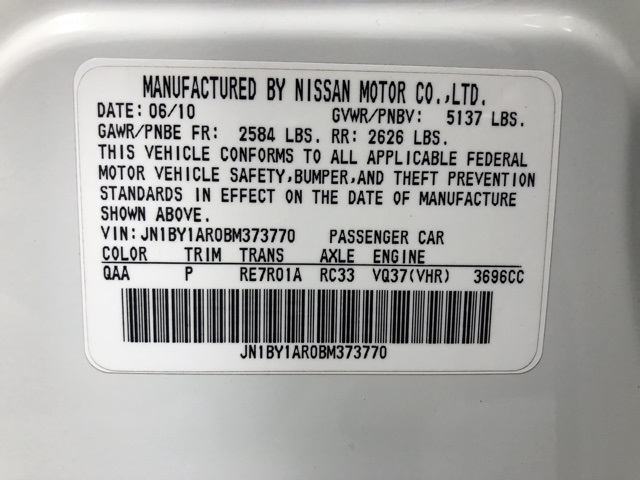 MANUFACTURED BY NISSAN MOTOR CO.,LTD.
DATE: 06/10 GVWR/PNBV: 5137 LBS.
GAWR/PNBE FR: 2584 LBS. RR: 2626 LBS.
THIS VEHICLE CONFORMS TO ALL APPLICABLE FEDERAL
MOTOR VEHICLE SAFETY,BUMPER,AND THEFT PREVENTION
STANDARDS IN EFFECT ON THE DATE OF MANUFACTURE
SHOWN ABOVE.
VIN:JN1BY1AR0BM373770 PASSENGER CAR
COLOR TRIM TRANS AXLE ENGINE
QAA P RE7R01A RC33 VQ37(VHR) 3696CC
JN1BY1AR0BM373770